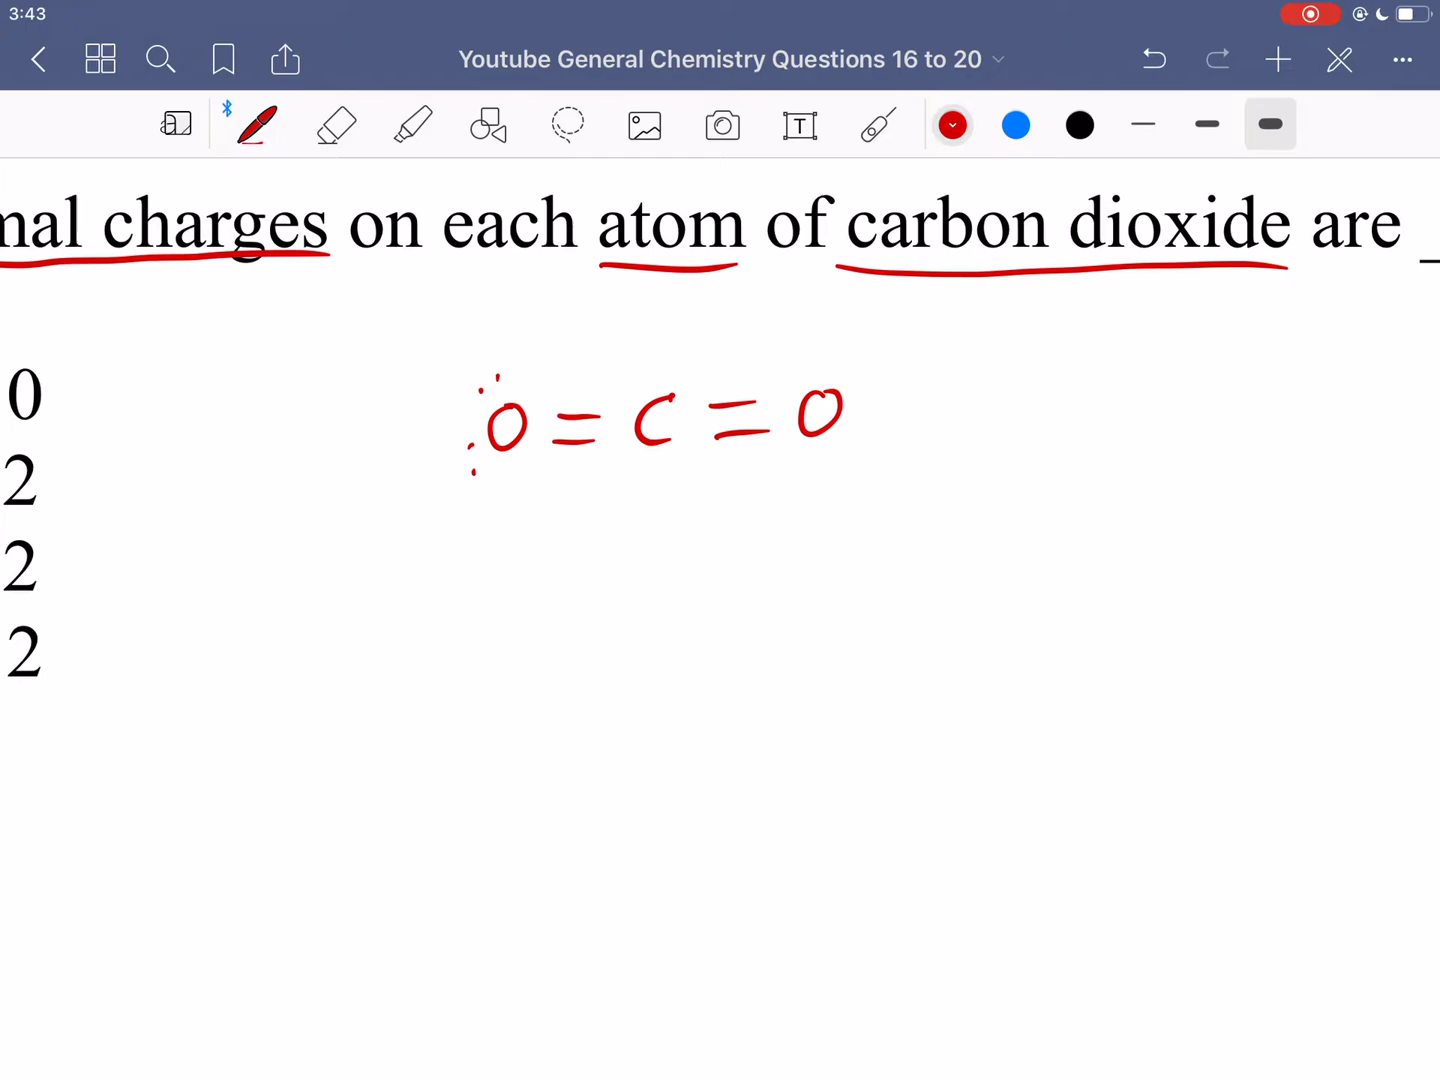 3:43
Youtube General Chemistry Questions 16 to 20
T
mal charges on each atom of carbon dioxide are _
0
O = C = O
2
2
2